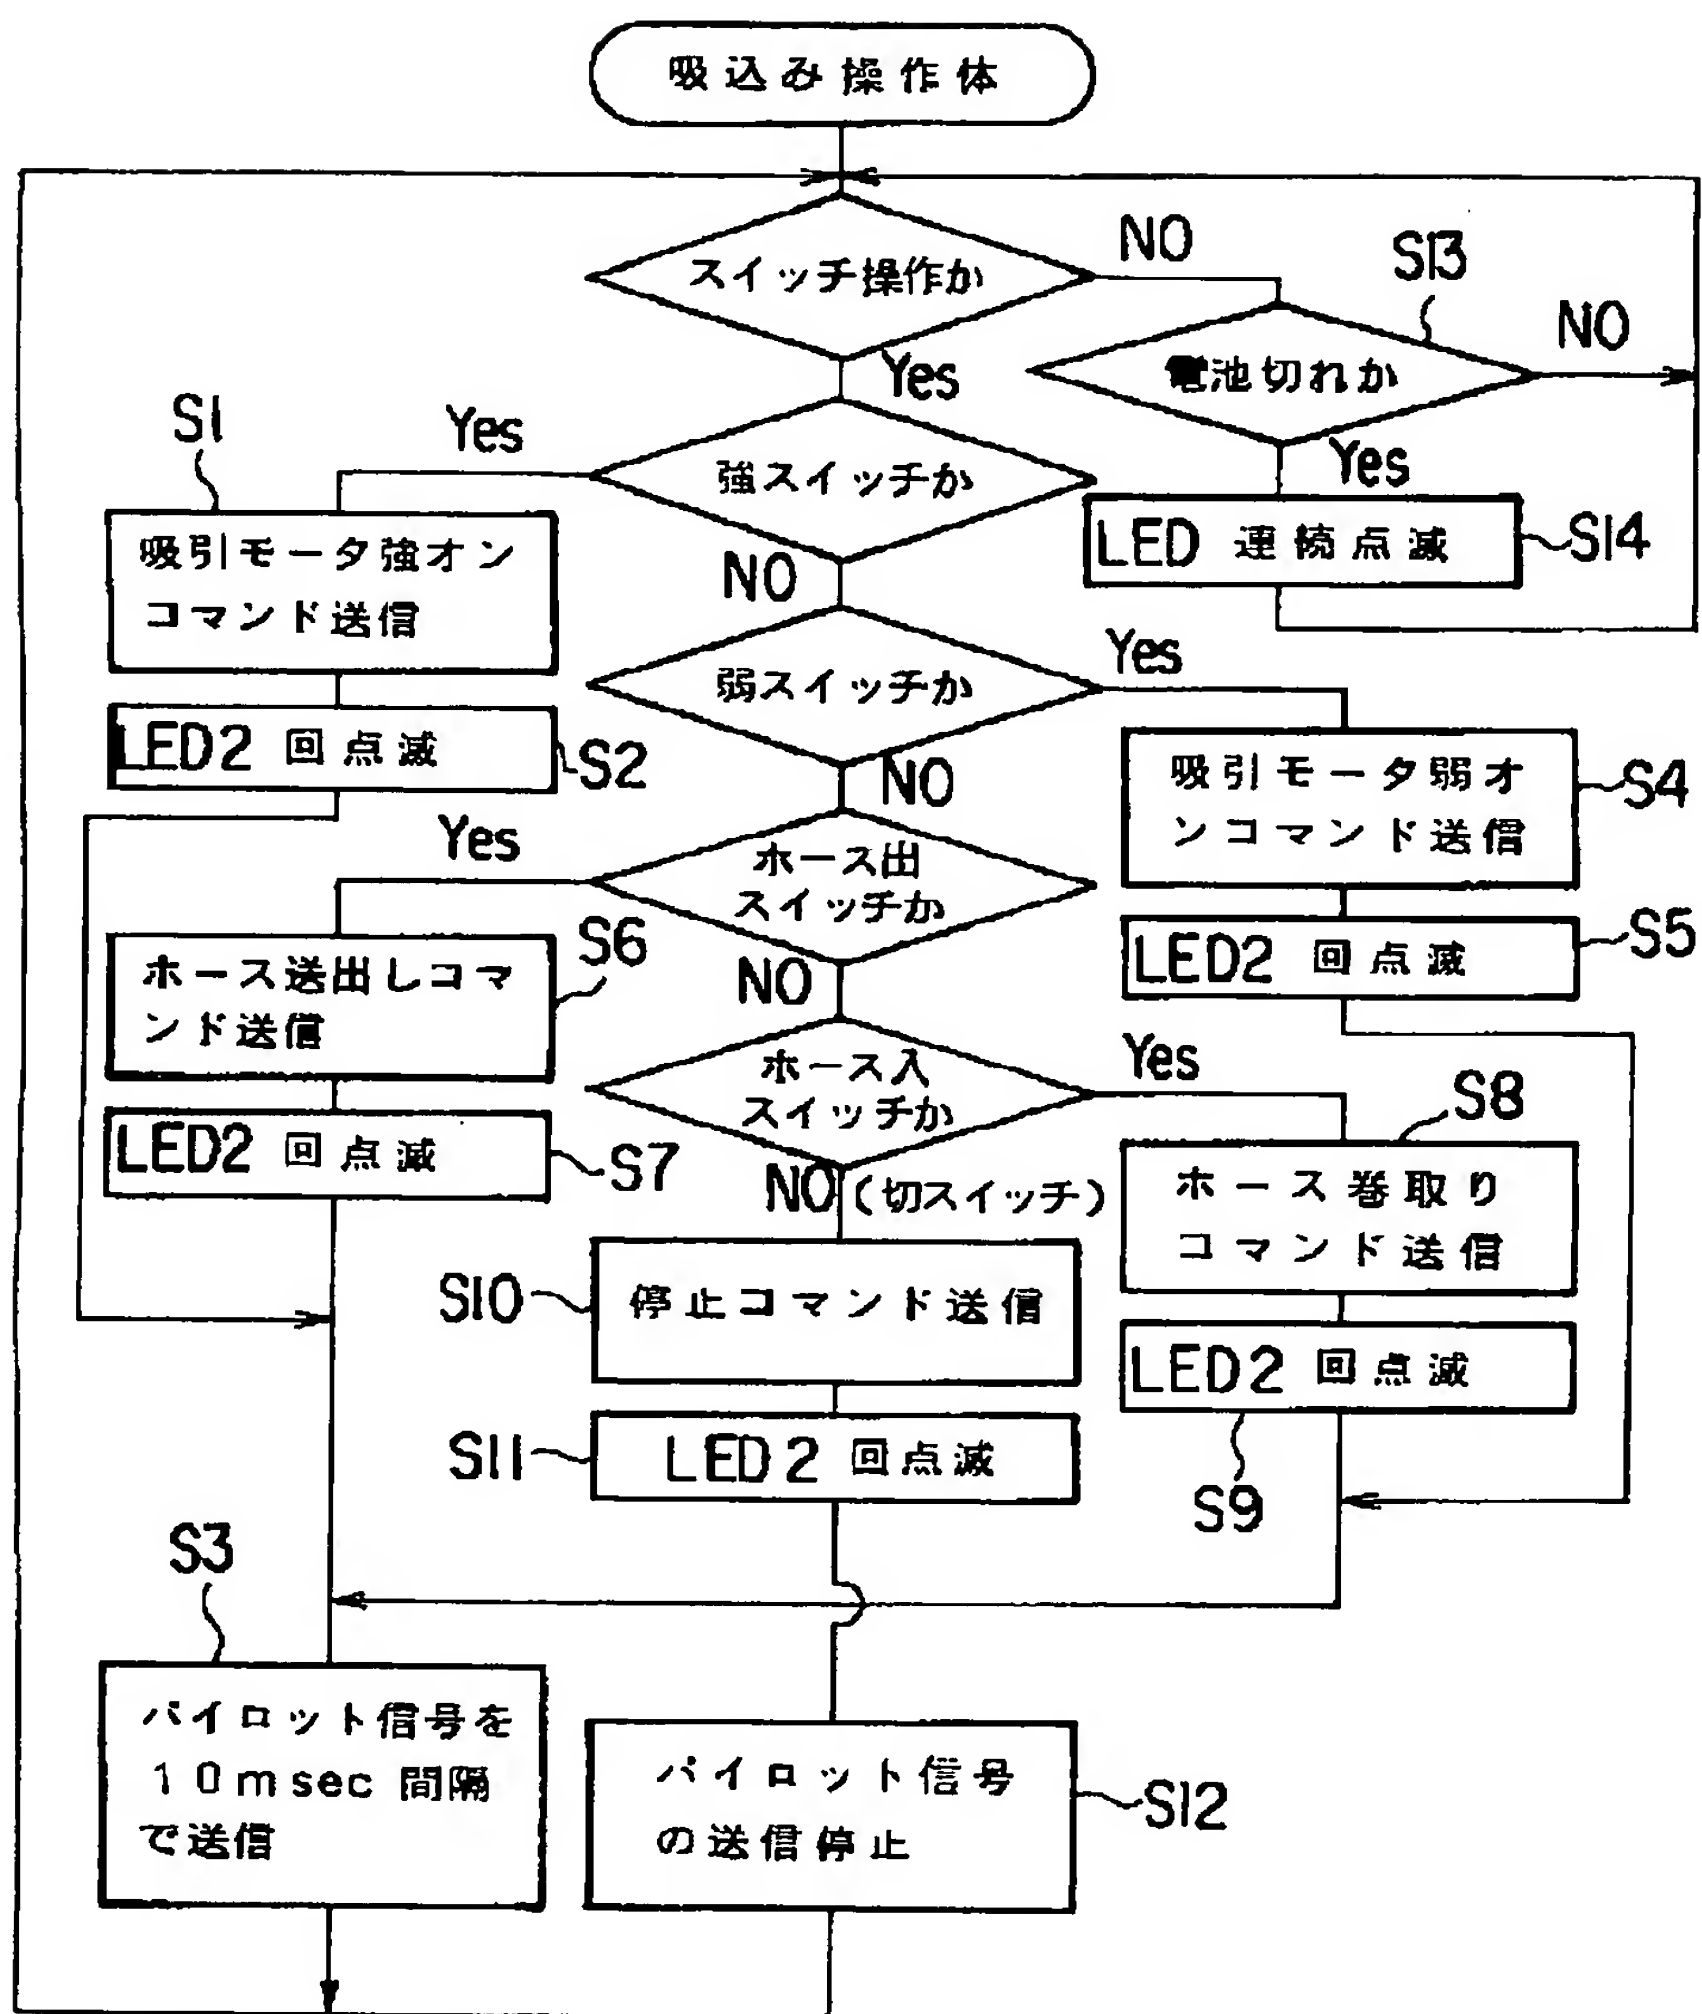 吸込み操作体
スイッチ操作か
NO
S13
電池切れか
NO
Yes
Yes
LED 連続点滅
S14
強スイッチか
Yes
S1
吸引モータ強オン
コマンド送信
LED2 回点滅
S2
NO
弱スイッチか
Yes
吸引モータ弱オ
ンコマンド送信
S4
LED2 回点滅
S5
NO
ホース出
スイッチか
Yes
S6
ホース送出しコマ
ンド送信
LED2 回点滅
S7
NO
ホース入
スイッチか
Yes
S8
ホース巻取り
コマンド送信
LED2 回点滅
S9
NO(切スイッチ)
S10
停止コマンド送信
S11
LED2 回点滅
S3
パイロット信号を
10msec間隔
で送信
パイロット信号
の送信停止
S12